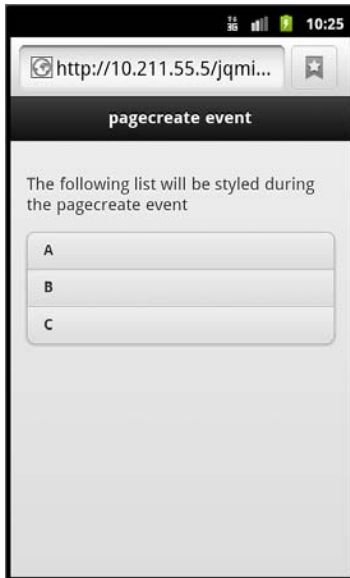 3G 10:25
http://10.211.55.5/jqmi...
pagecreate event
The following list will be styled during
the pagecreate event
A
B
C